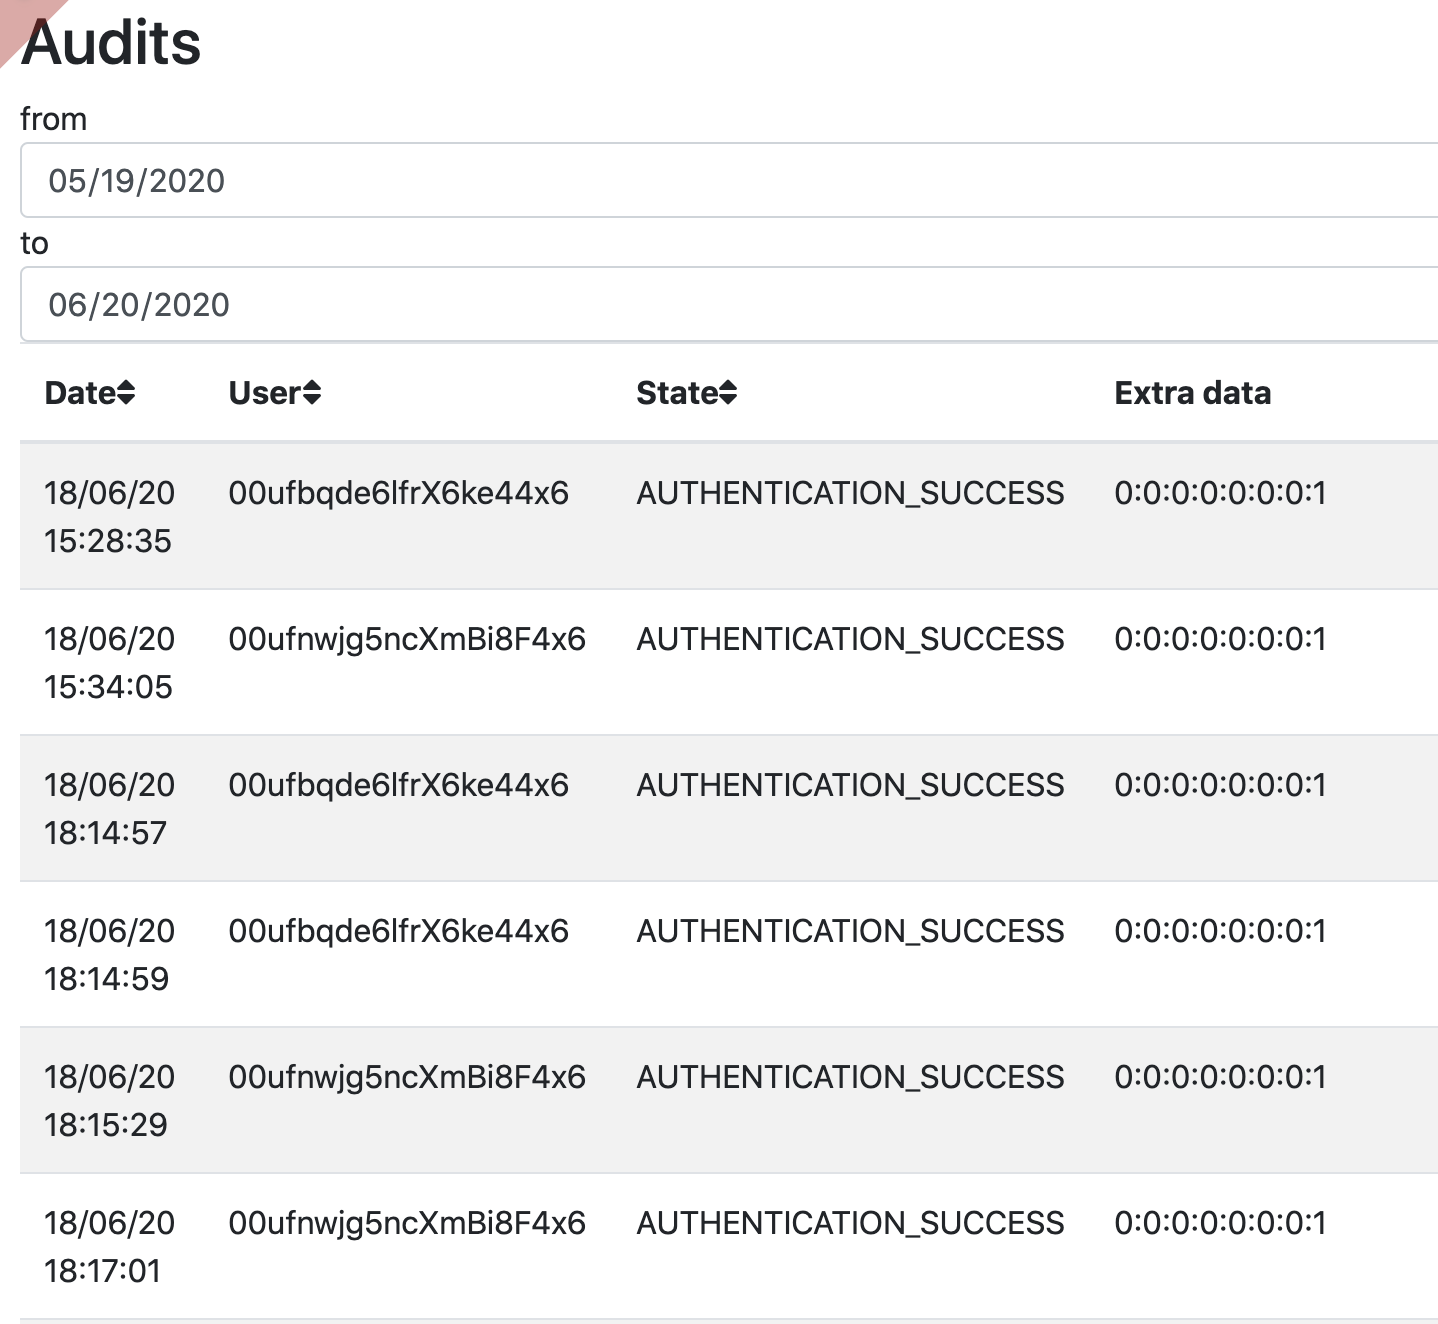 Audits
from
05/19/2020
to
06/20/2020
Date User State Extra data
18/06/20 00ufbqde6lfrX6ke44x6 AUTHENTICATION_SUCCESS 0:0:0:0:0:0:0:1
15:28:35
18/06/20 00ufnwjg5ncXmBi8F4x6 AUTHENTICATION_SUCCESS 0:0:0:0:0:0:0:1
15:34:05
18/06/20 00ufbqde6lfrX6ke44x6 AUTHENTICATION_SUCCESS 0:0:0:0:0:0:0:1
18:14:57
18/06/20 00ufbqde6lfrX6ke44x6 AUTHENTICATION_SUCCESS 0:0:0:0:0:0:0:1
18:14:59
18/06/20 00ufnwjg5ncXmBi8F4x6 AUTHENTICATION_SUCCESS 0:0:0:0:0:0:0:1
18:15:29
18/06/20 00ufnwjg5ncXmBi8F4x6 AUTHENTICATION_SUCCESS 0:0:0:0:0:0:0:1
18:17:01